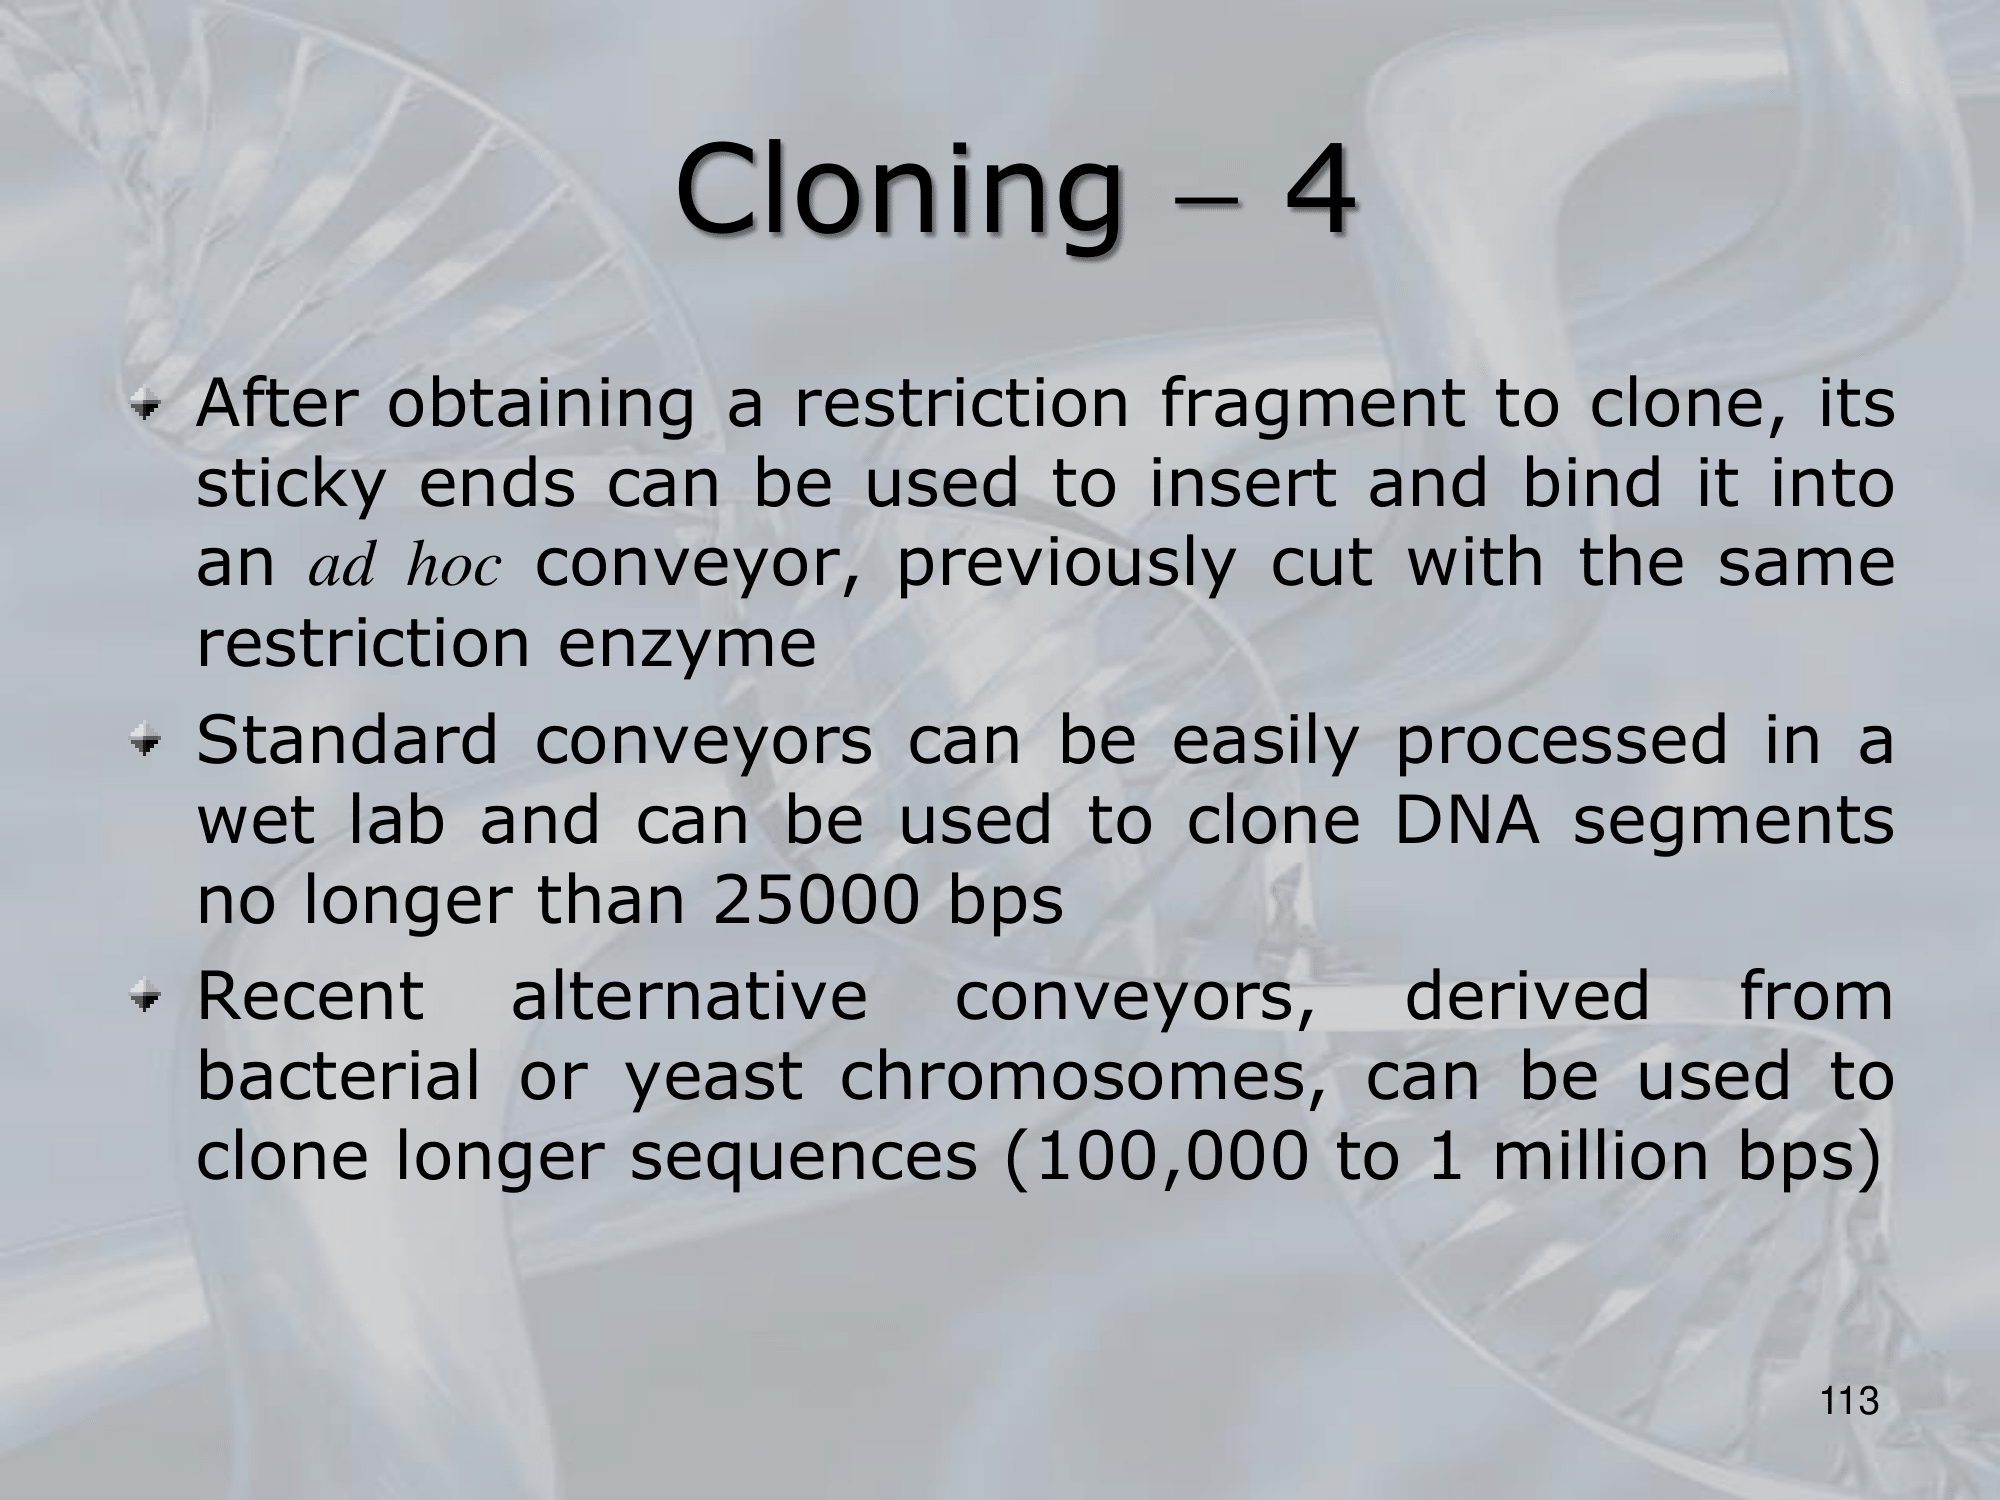 Cloning – 4
After obtaining a restriction fragment to clone, its
sticky ends can be used to insert and bind it into
an ad hoc conveyor, previously cut with the same
restriction enzyme
Standard conveyors can be easily processed in a
wet lab and can be used to clone DNA segments
no longer than 25000 bps
Recent alternative conveyors, derived from
bacterial or yeast chromosomes, can be used to
clone longer sequences (100,000 to 1 million bps)
113